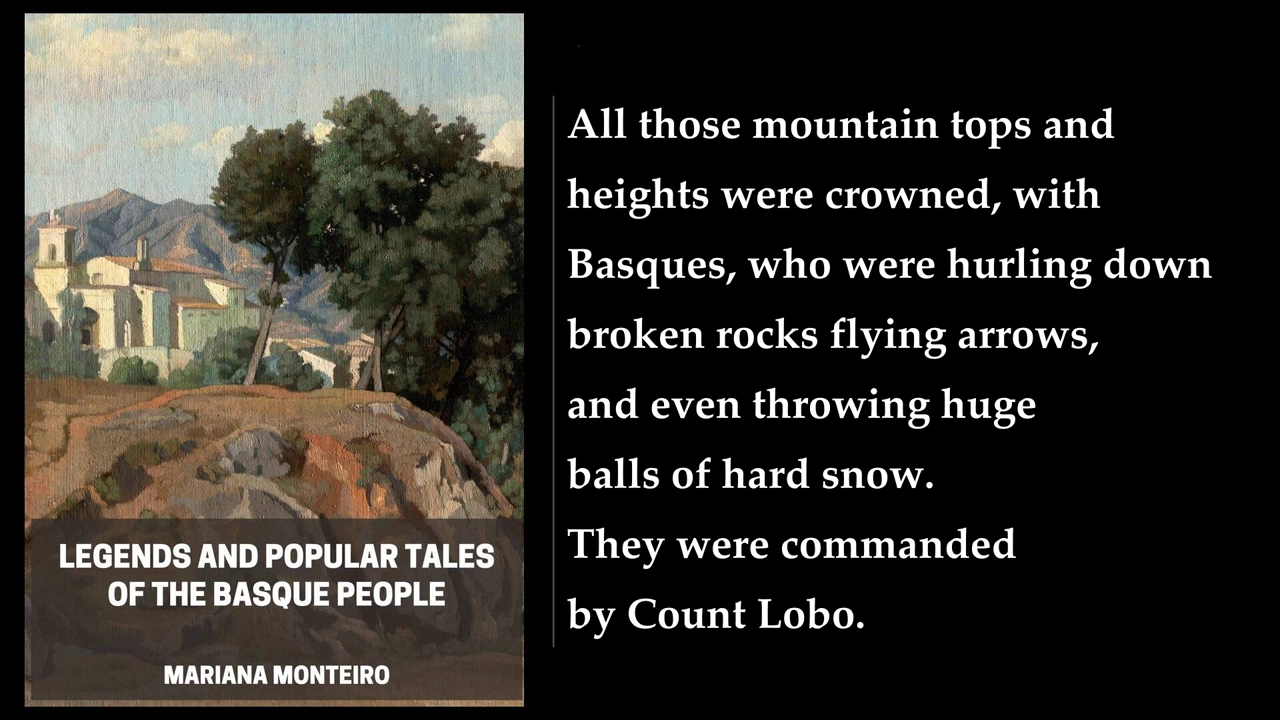 All those mountain tops and
heights were crowned, with
Basques, who were hurling down
broken rocks flying arrows,
and even throwing huge
balls of hard snow.
They were commanded
by Count Lobo.
LEGENDS AND POPULAR TALES
OF THE BASQUE PEOPLE
MARIANA MONTEIRO